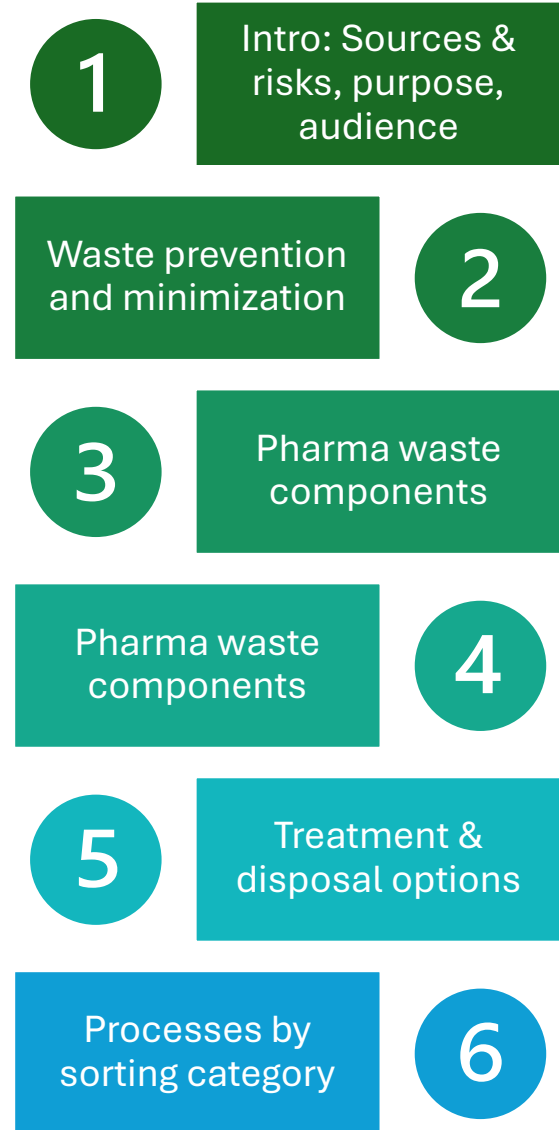 1
Intro: Sources &
risks, purpose,
audience
Waste prevention
and minimization
2
3
Pharma waste
components
Pharma waste
components
4
5
Treatment &
disposal options
Processes by
sorting category
6